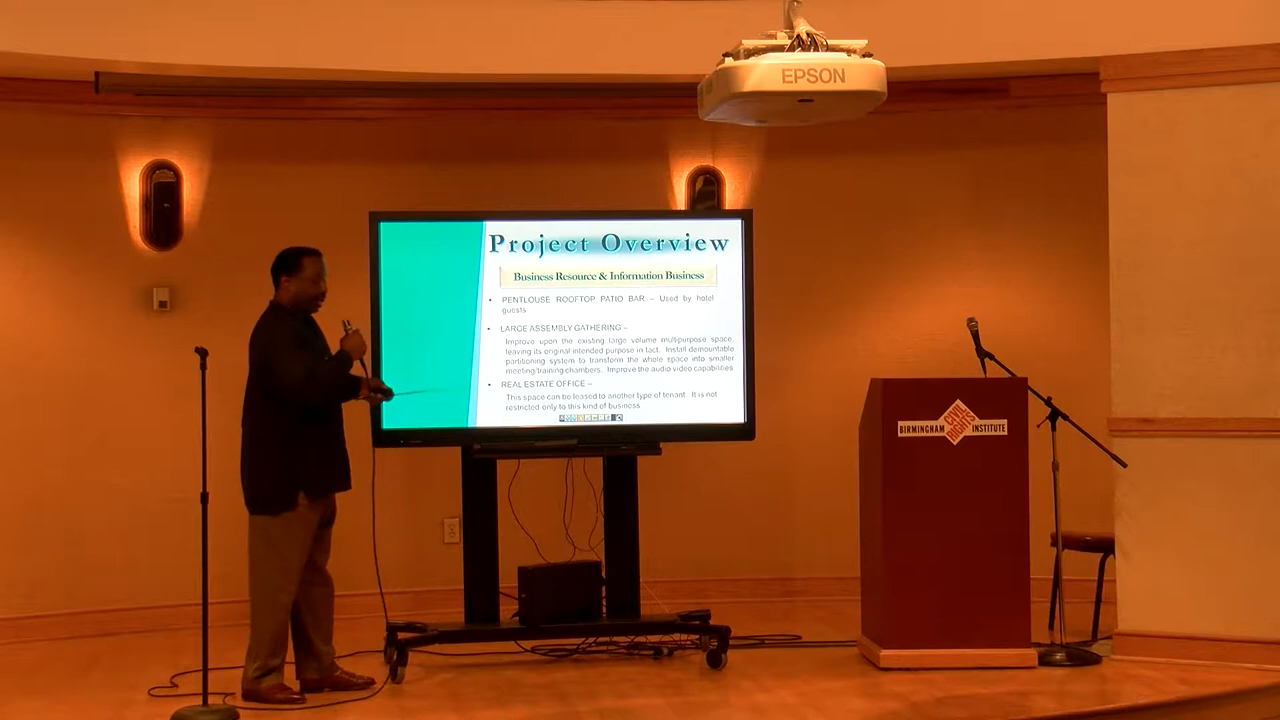 EPSON
Project Overview
Business Resource & Information Business
• PENTLOUSE ROOFTOP PATIO BAR – Used by hotel
guests
• LARGE ASSEMBLY GATHERING –
Improve upon the existing large volume multipurpose space,
leaving its original intended purpose in tact. Install demountable
partitioning system to transform the whole space into smaller
meeting/training chambers. Improve the audio video capabilities
• REAL ESTATE OFFICE –
This space can be leased to another type of tenant. It is not
restricted only to this kind of business
BIRMINGHAM CIVIL RIGHTS INSTITUTE